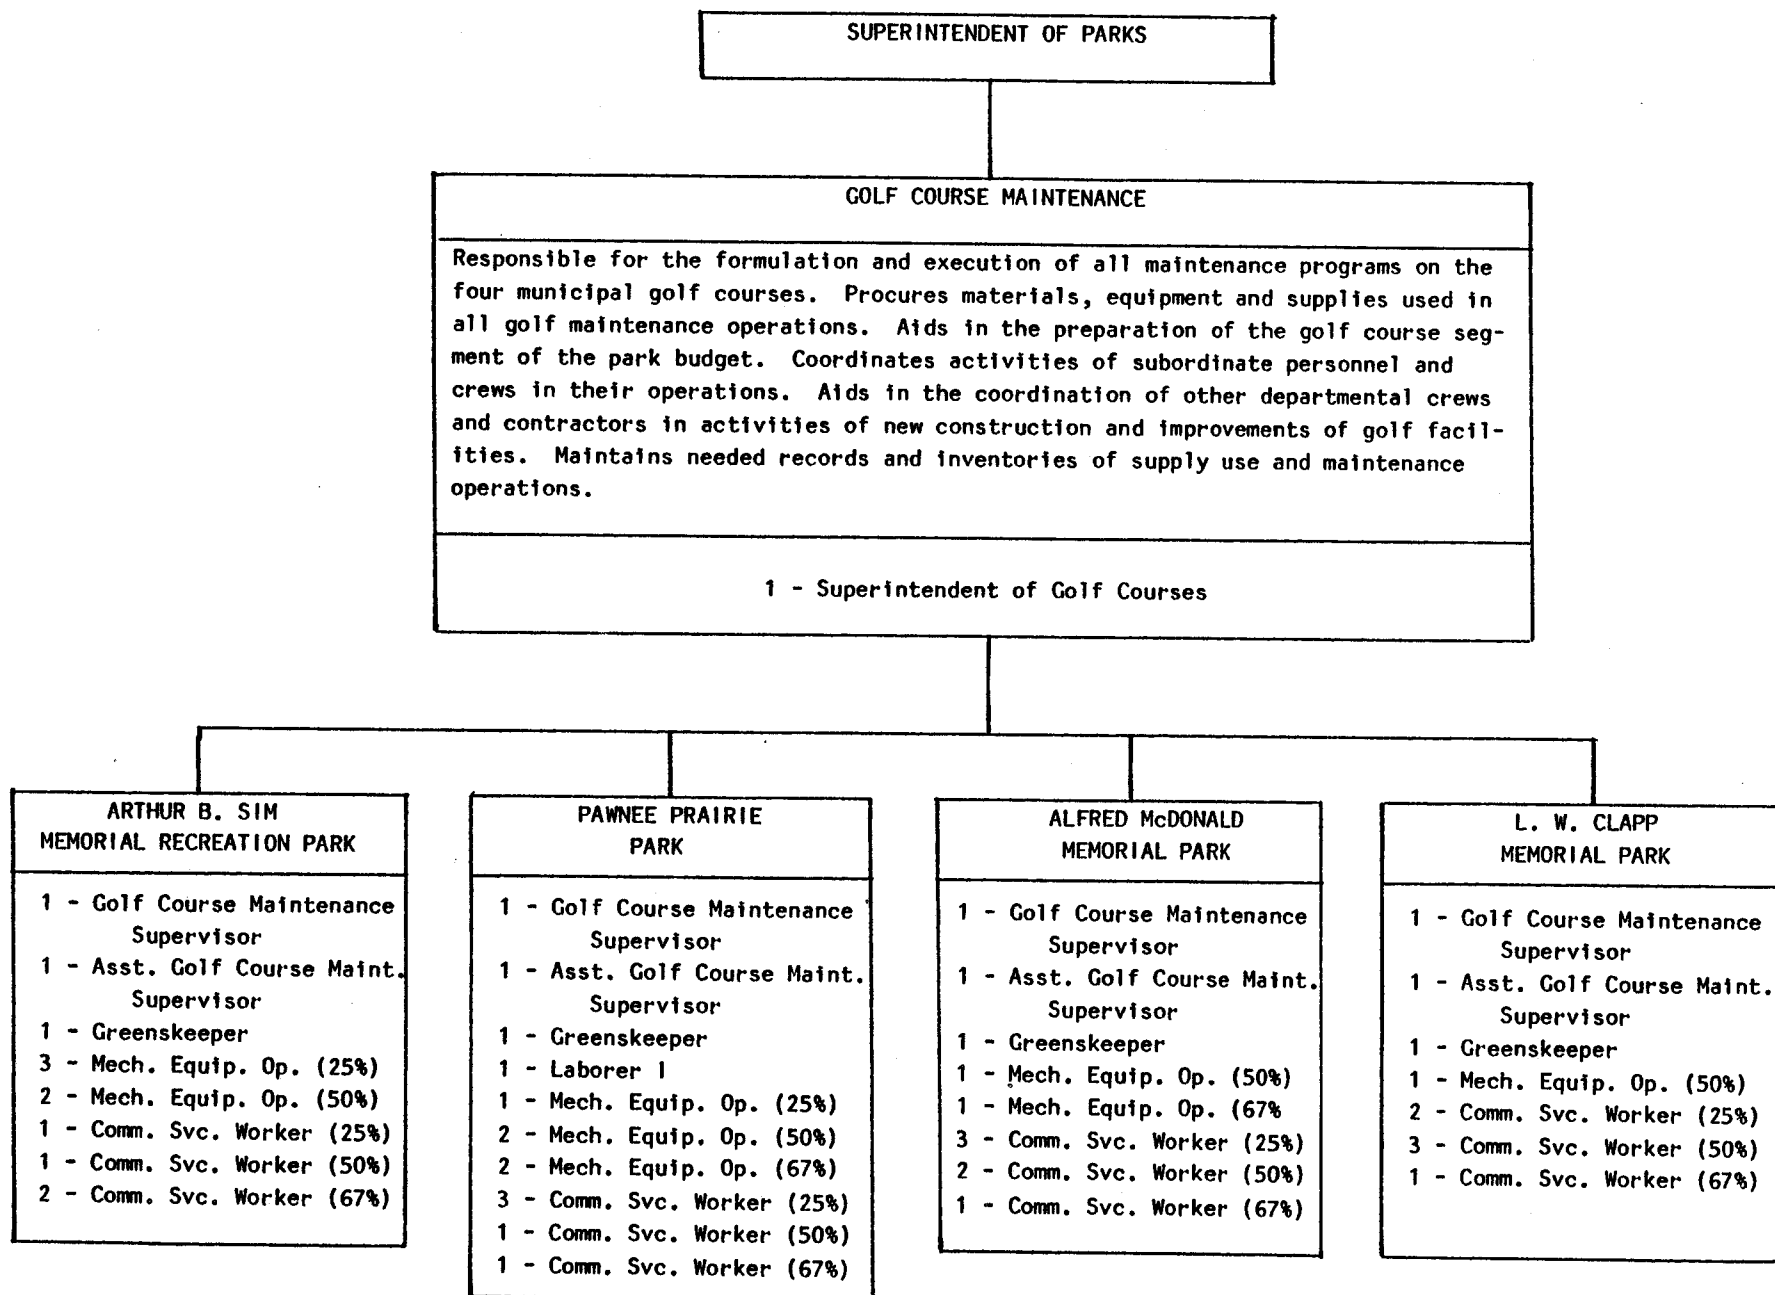 SUPERINTENDENT OF PARKS
GOLF COURSE MAINTENANCE
Responsible for the formulation and execution of all maintenance programs on the
four municipal golf courses. Procures materials, equipment and supplies used in
all golf maintenance operations. Aids in the preparation of the golf course seg-
ment of the park budget. Coordinates activities of subordinate personnel and
crews in their operations. Aids in the coordination of other departmental crews
and contractors in activities of new construction and improvements of golf facil-
ities. Maintains needed records and inventories of supply use and maintenance
operations.
1 - Superintendent of Golf Courses
ARTHUR B. SIM
MEMORIAL RECREATION PARK
1 - Golf Course Maintenance
Supervisor
1 - Asst. Golf Course Maint.
Supervisor
1 - Greenskeeper
3 - Mech. Equip. Op. (25%)
2 - Mech. Equip. Op. (50%)
1 - Comm. Svc. Worker (25%)
1 - Comm. Svc. Worker (50%)
2 - Comm. Svc. Worker (67%)
PAWNEE PRAIRIE
PARK
1 - Golf Course Maintenance
Supervisor
1 - Asst. Golf Course Maint.
Supervisor
1 - Greenskeeper
1 - Laborer I
1 - Mech. Equip. Op. (25%)
2 - Mech. Equip. Op. (50%)
2 - Mech. Equip. Op. (67%)
3 - Comm. Svc. Worker (25%)
1 - Comm. Svc. Worker (50%)
1 - Comm. Svc. Worker (67%)
ALFRED McDONALD
MEMORIAL PARK
1 - Golf Course Maintenance
Supervisor
1 - Asst. Golf Course Maint.
Supervisor
1 - Greenskeeper
1 - Mech. Equip. Op. (50%)
1 - Mech. Equip. Op. (67%
3 - Comm. Svc. Worker (25%)
2 - Comm. Svc. Worker (50%)
1 - Comm. Svc. Worker (67%)
L. W. CLAPP
MEMORIAL PARK
1 - Golf Course Maintenance
Supervisor
1 - Asst. Golf Course Maint.
Supervisor
1 - Greenskeeper
1 - Mech. Equip. Op. (50%)
2 - Comm. Svc. Worker (25%)
3 - Comm. Svc. Worker (50%)
1 - Comm. Svc. Worker (67%)